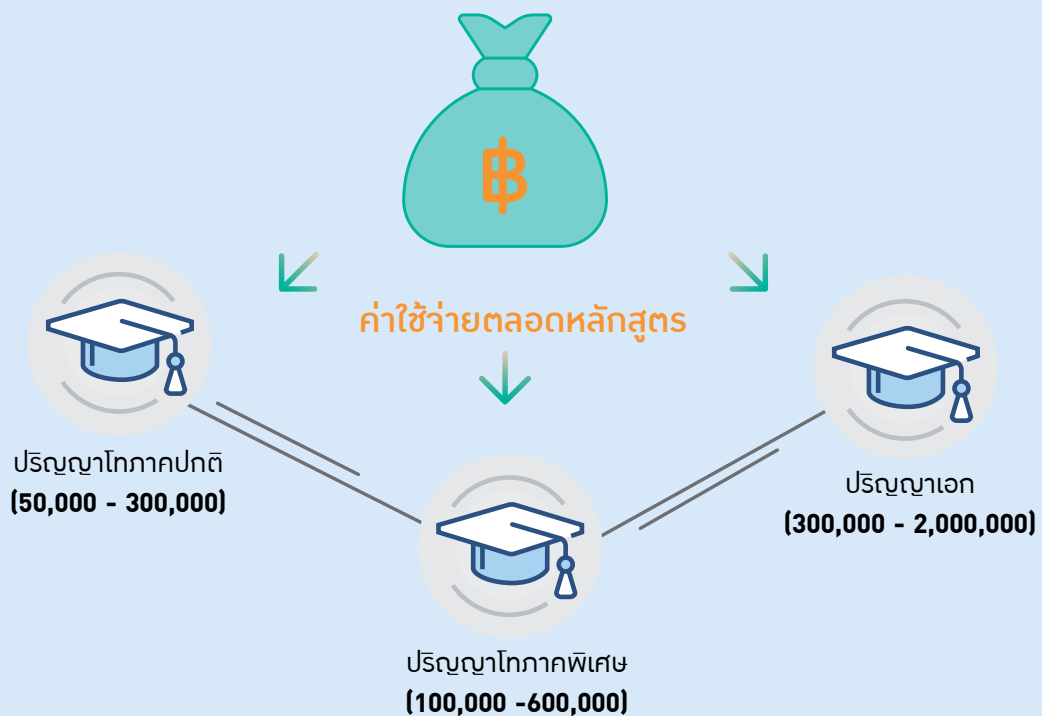 ฿
ค่าใช้จ่ายตลอดหลักสูตร
ปริญญาโทภาคปกติ
(50,000 - 300,000)
ปริญญาโทภาคพิเศษ
(100,000 -600,000)
ปริญญาเอก
(300,000 - 2,000,000)